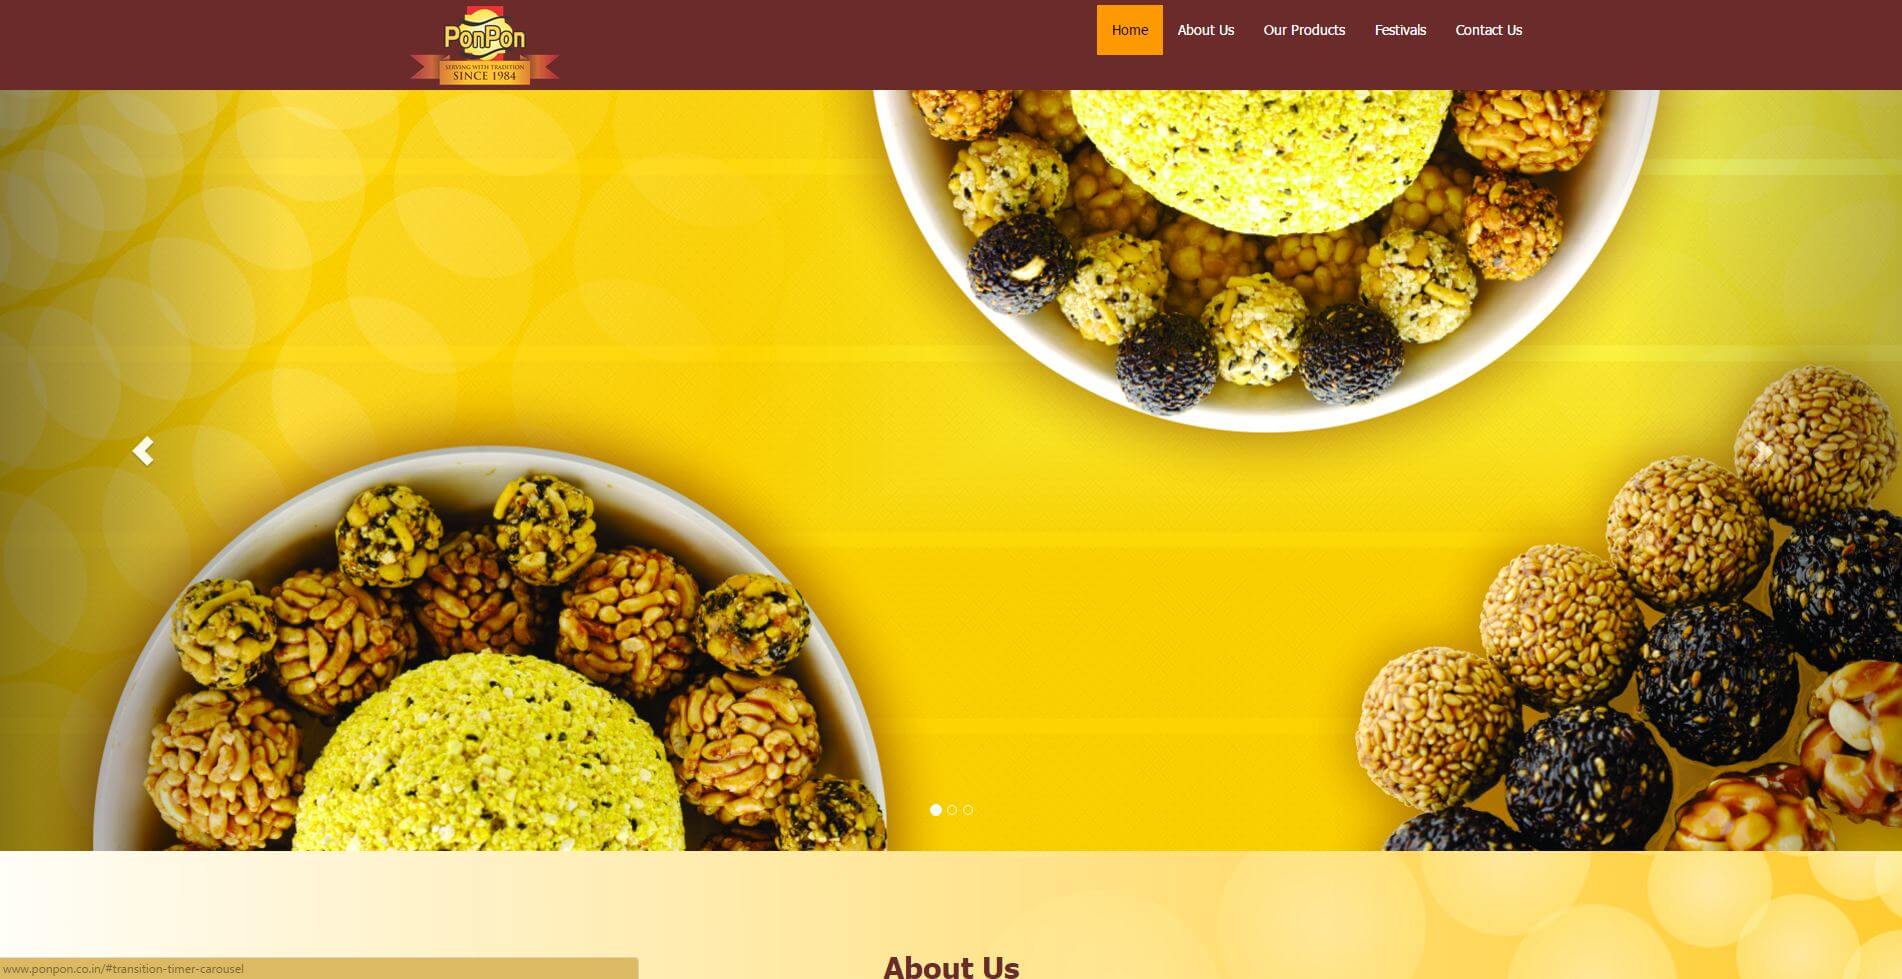 PonPon
SERVING WITH TRADITION
SINCE 1984
Home About Us Our Products Festivals Contact Us
About Us
www.ponpon.co.in/#transition-timer-carousel